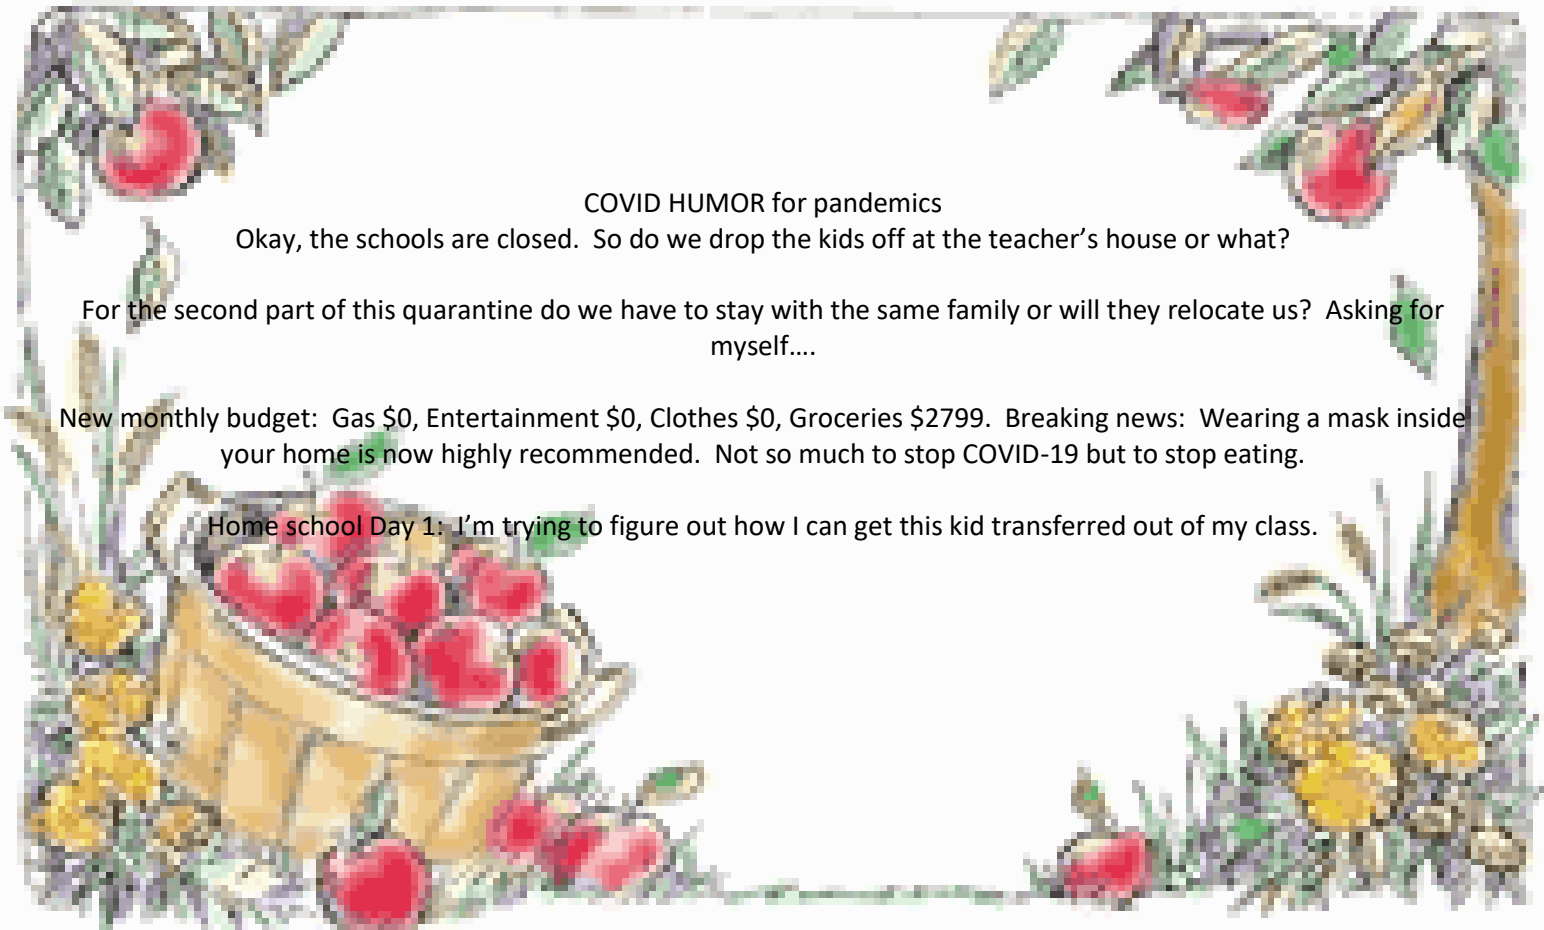 COVID HUMOR for pandemics
Okay, the schools are closed.  So do we drop the kids off at the teacher’s house or what?
For the second part of this quarantine do we have to stay with the same family or will they relocate us?  Asking for
myself….
New monthly budget:  Gas $0, Entertainment $0, Clothes $0, Groceries $2799.  Breaking news:  Wearing a mask inside
your home is now highly recommended.  Not so much to stop COVID-19 but to stop eating.
Home school Day 1:  I’m trying to figure out how I can get this kid transferred out of my class.